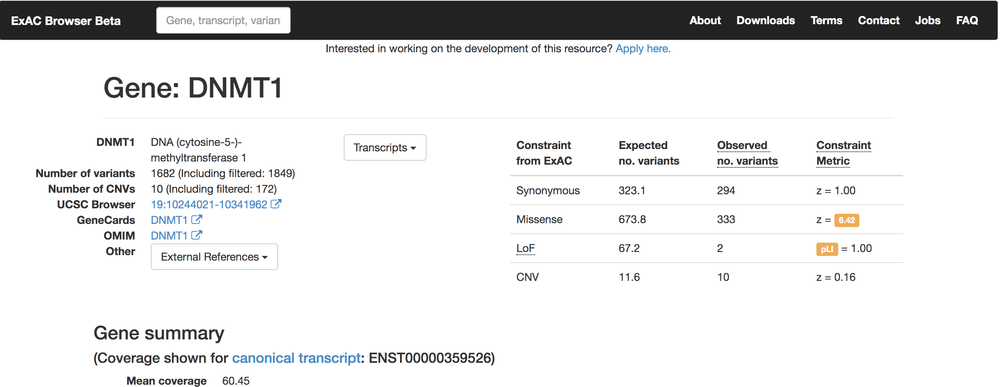 ExAC Browser Beta
Gene, transcript, varian
About Downloads Terms Contact Jobs FAQ
Interested in working on the development of this resource? Apply here.
Gene: DNMT1
DNMT1 DNA (cytosine-5-)-
methyltransferase 1
Number of variants 1682 (Including filtered: 1849)
Number of CNVs 10 (Including filtered: 172)
UCSC Browser 19:10244021-10341962
GeneCards DNMT1
OMIM DNMT1
Other External References
Transcripts
Constraint Expected Observed Constraint
from ExAC no. variants no. variants Metric
Synonymous 323.1 294 z = 1.00
Missense 673.8 333 z = 6.42
LoF 67.2 2 pLI = 1.00
CNV 11.6 10 z = 0.16
Gene summary
(Coverage shown for canonical transcript: ENST00000359526)
Mean coverage 60.45